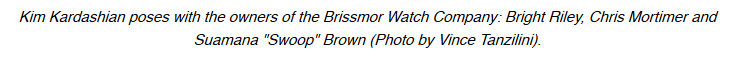 Kim Kardashian poses with the owners of the Brissmor Watch Company: Bright Riley, Chris Mortimer and
Suamana "Swoop" Brown (Photo by Vince Tanzilini).